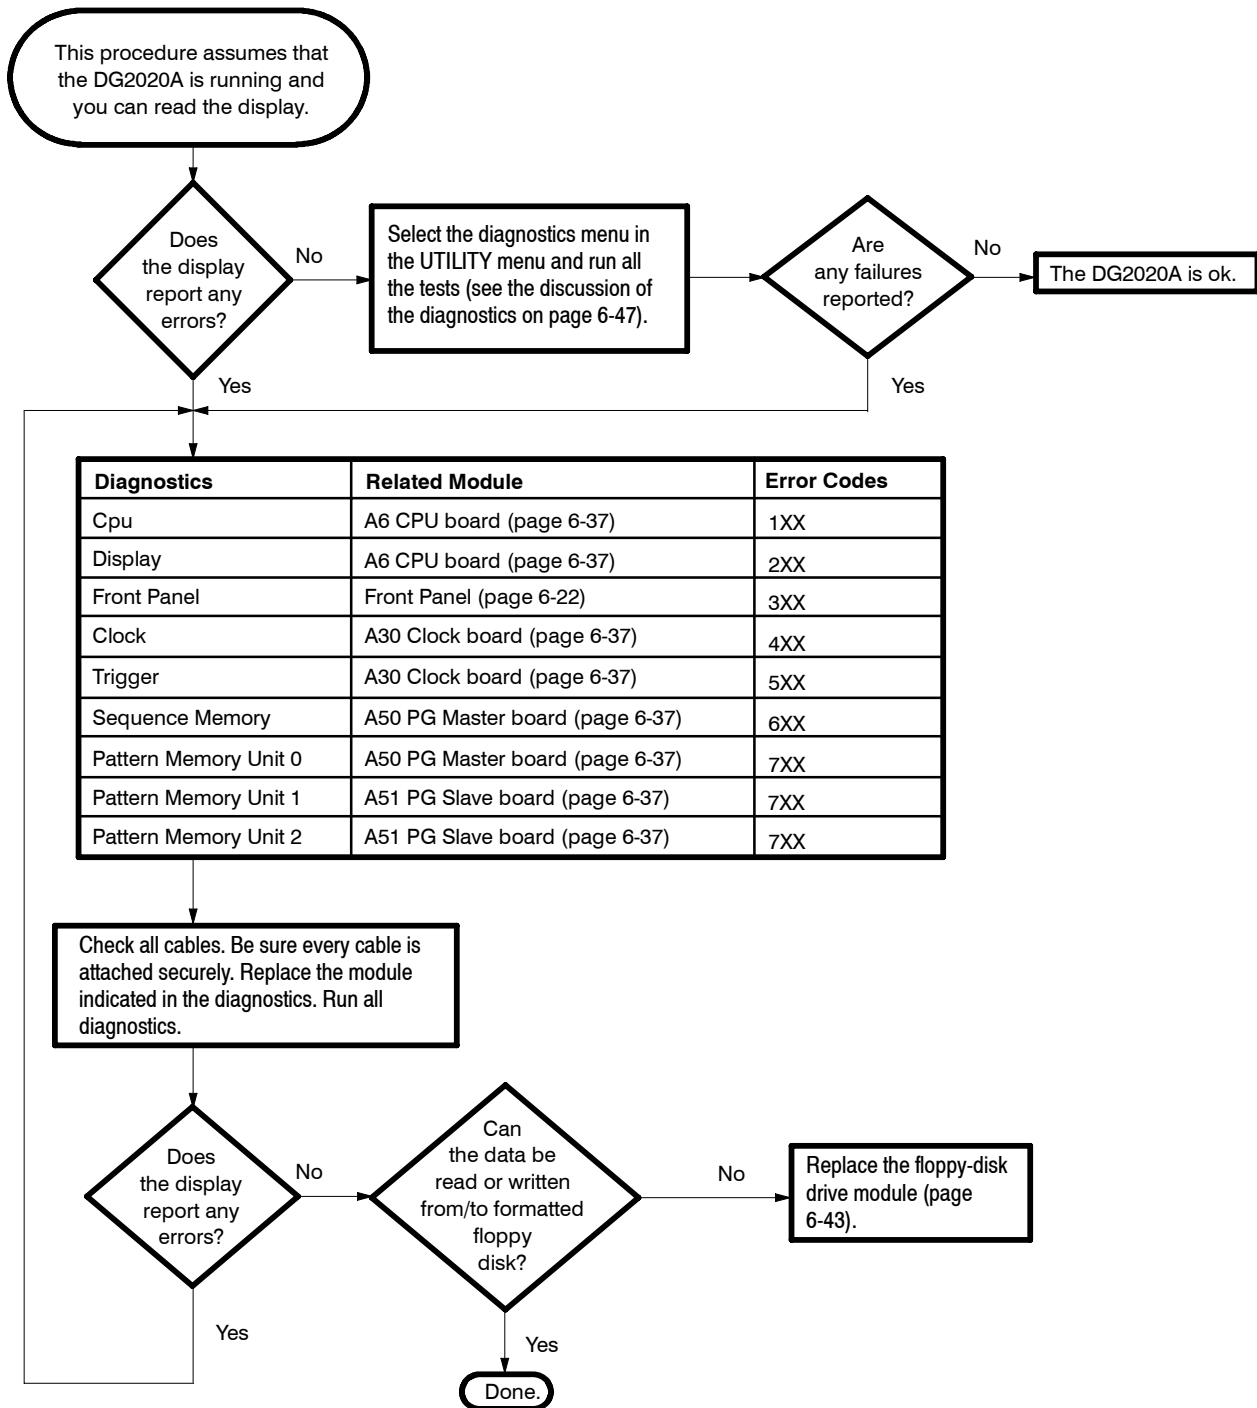 This procedure assumes that
the DG2020A is running and
you can read the display.
Does
the display
report any
errors?
No
Select the diagnostics menu in
the UTILITY menu and run all
the tests (see the discussion of
the diagnostics on page 6-47).
Are
any failures
reported?
No
The DG2020A is ok.
Yes
Yes
Diagnostics Related Module Error Codes
Cpu A6 CPU board (page 6-37) 1XX
Display A6 CPU board (page 6-37) 2XX
Front Panel Front Panel (page 6-22) 3XX
Clock A30 Clock board (page 6-37) 4XX
Trigger A30 Clock board (page 6-37) 5XX
Sequence Memory A50 PG Master board (page 6-37) 6XX
Pattern Memory Unit 0 A50 PG Master board (page 6-37) 7XX
Pattern Memory Unit 1 A51 PG Slave board (page 6-37) 7XX
Pattern Memory Unit 2 A51 PG Slave board (page 6-37) 7XX
Check all cables. Be sure every cable is
attached securely. Replace the module
indicated in the diagnostics. Run all
diagnostics.
Does
the display
report any
errors?
No
Can
the data be
read or written
from/to formatted
floppy
disk?
No
Replace the floppy-disk
drive module (page
6-43).
Yes
Yes
Done.